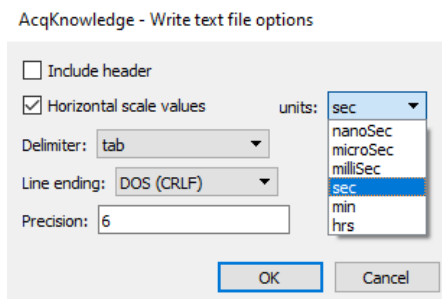 AcqKnowledge - Write text file options
Include header
Horizontal scale values units: sec
nanoSec
microSec
milliSec
sec
min
hrs
Delimiter: tab
Line ending: DOS (CRLF)
Precision: 6
OK Cancel